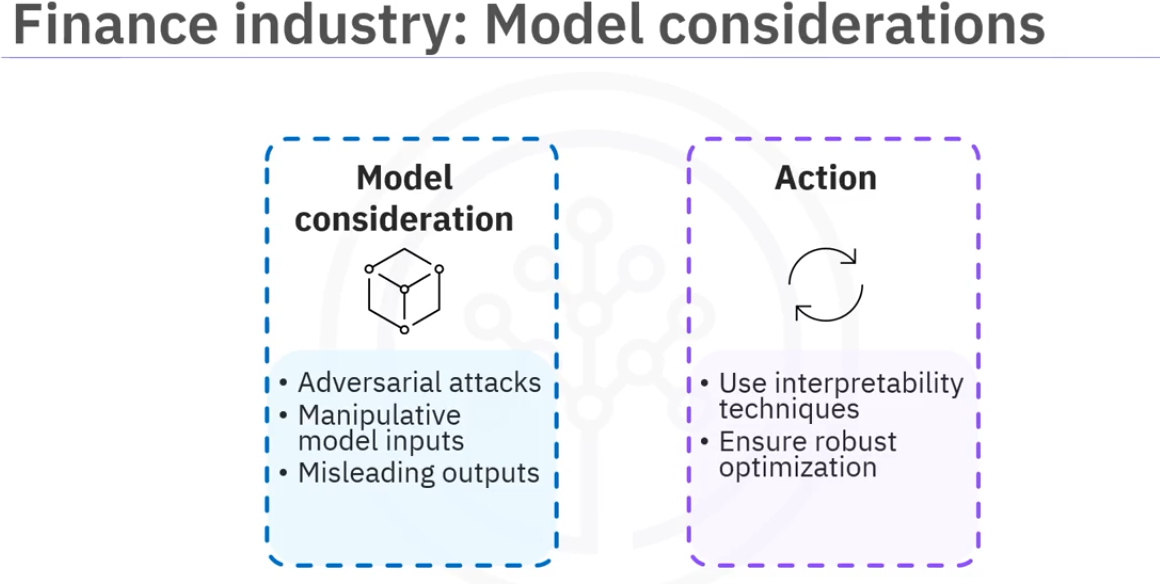 Finance industry: Model considerations
Model
consideration
• Adversarial attacks
• Manipulative
model inputs
• Misleading outputs
Action
• Use interpretability
techniques
• Ensure robust
optimization